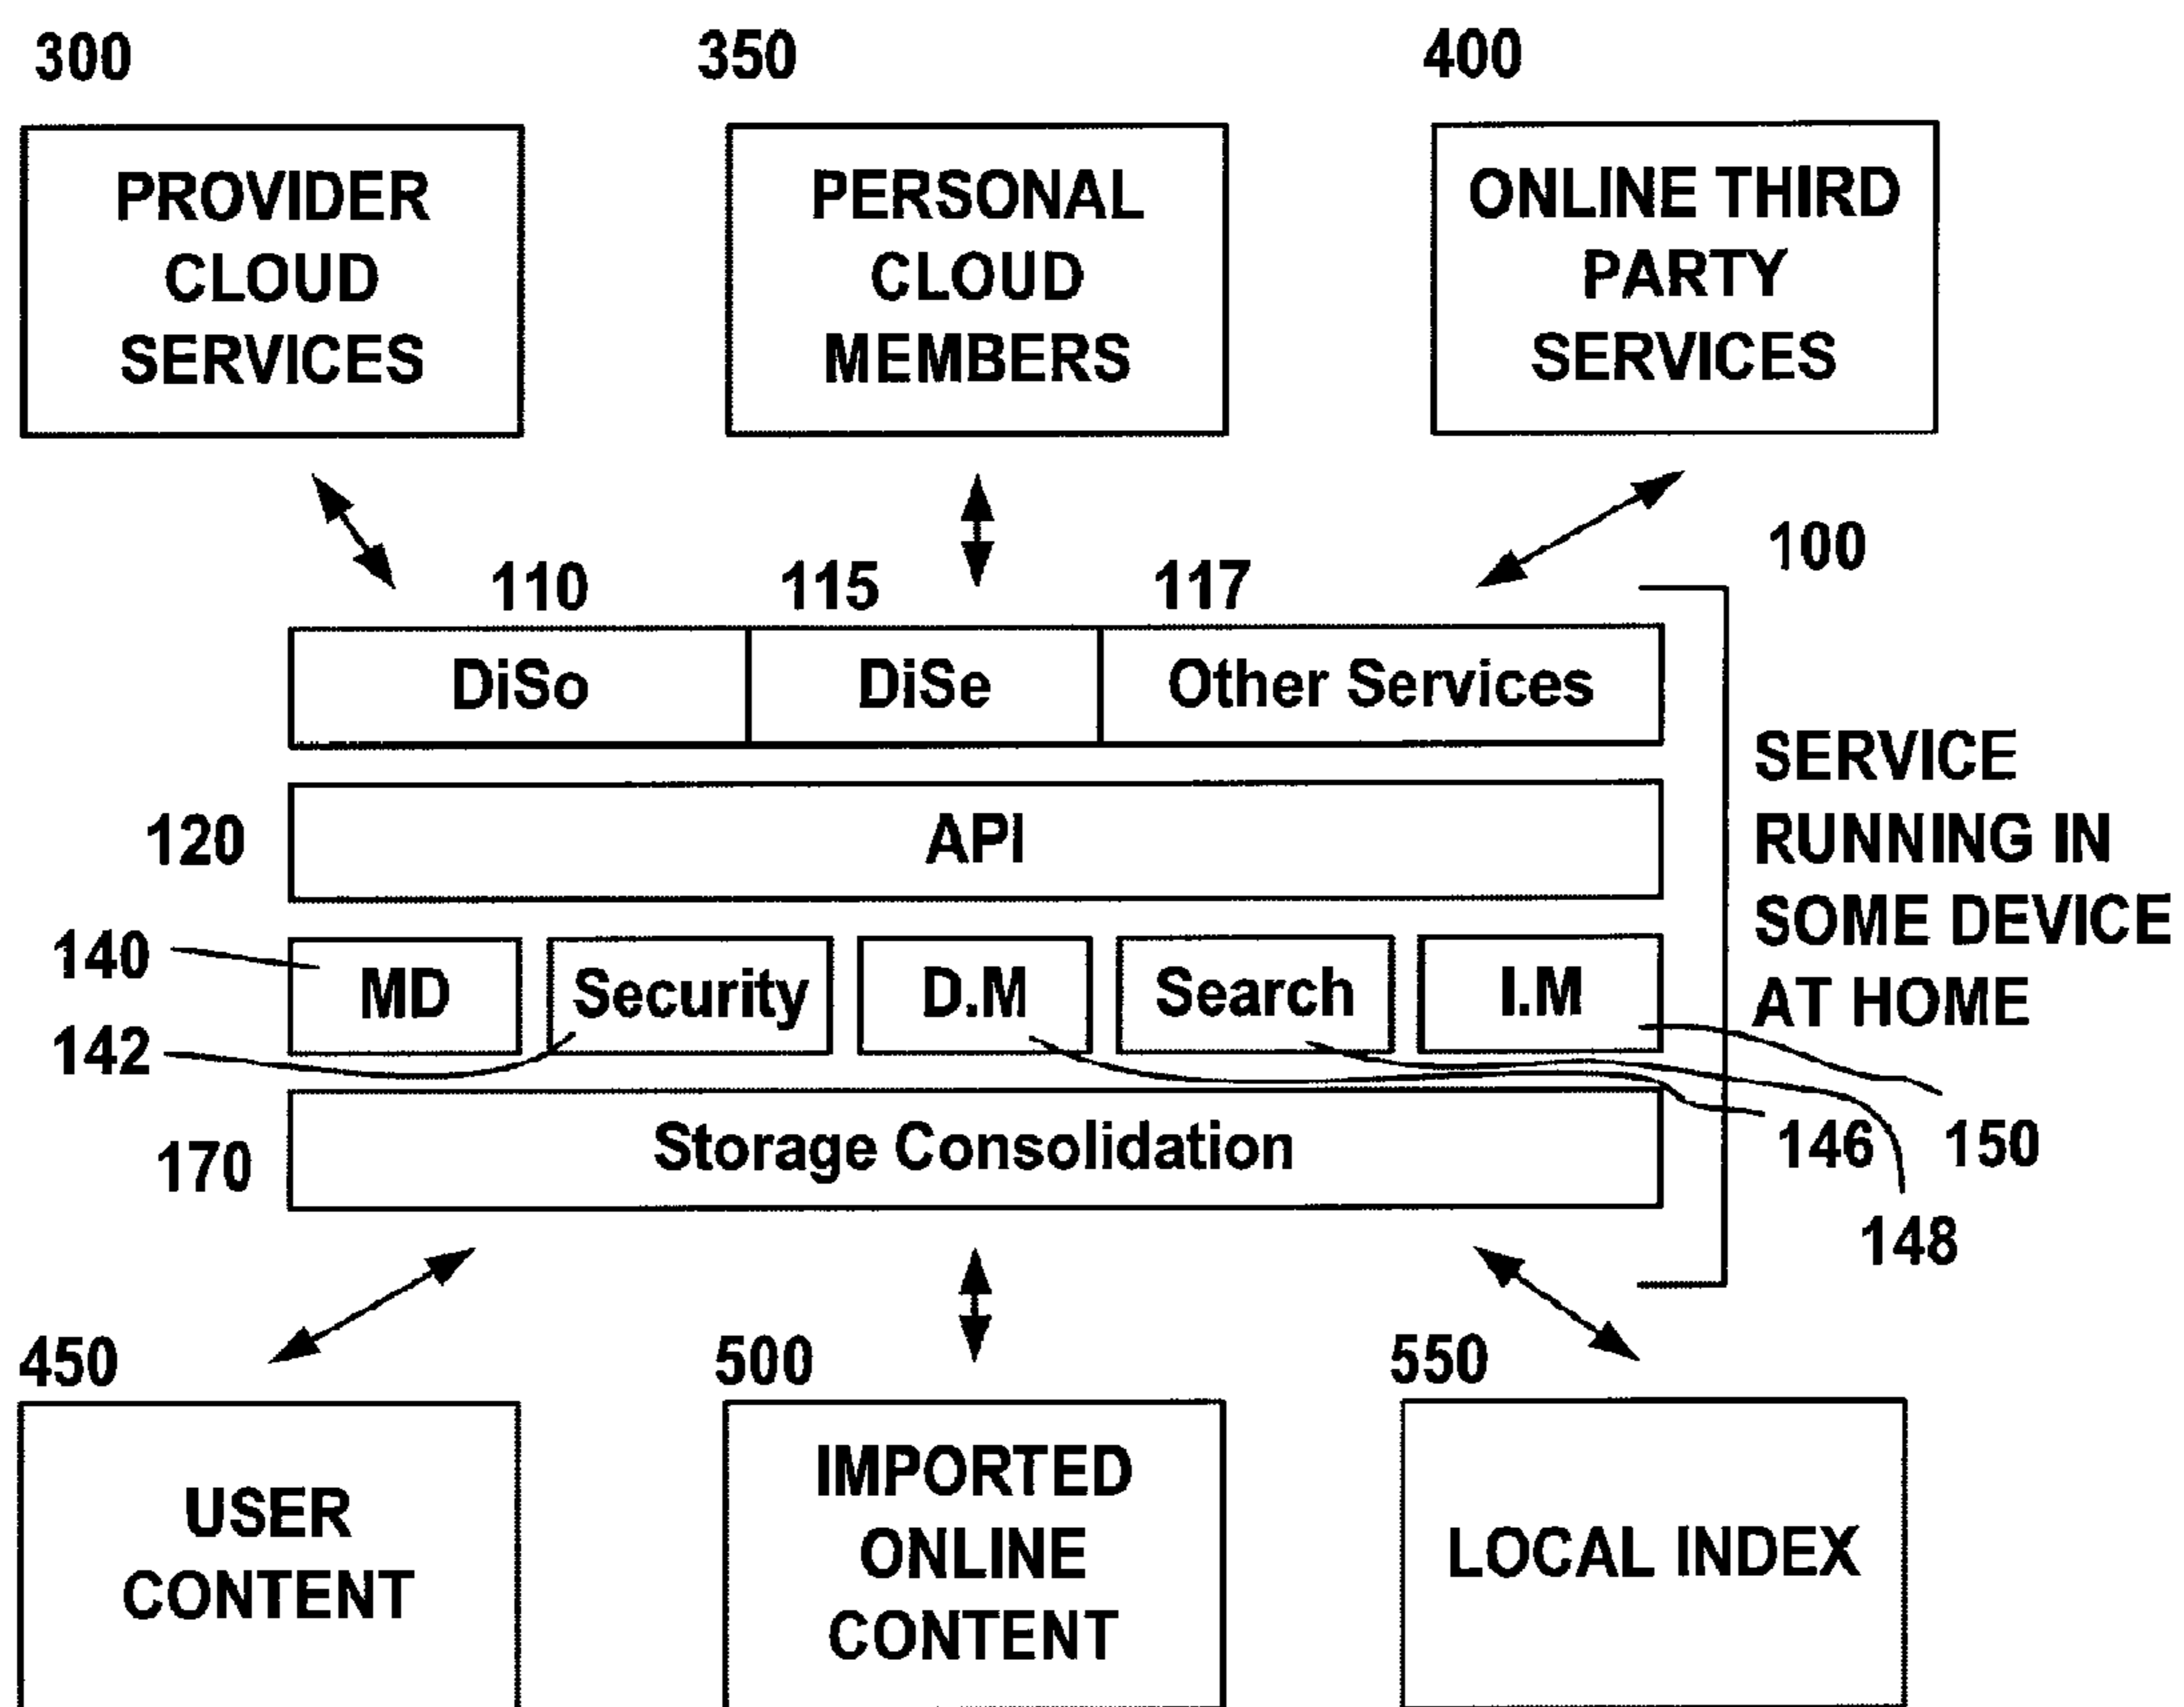 300 350 400
PROVIDER
CLOUD
SERVICES
PERSONAL
CLOUD
MEMBERS
ONLINE THIRD
PARTY
SERVICES
100
110 115 117
DiSo DiSe Other Services
120
API
SERVICE
RUNNING IN
SOME DEVICE
AT HOME
140
MD Security D.M Search I.M
142
170
Storage Consolidation
146 150
148
450 500 550
USER
CONTENT
IMPORTED
ONLINE
CONTENT
LOCAL INDEX